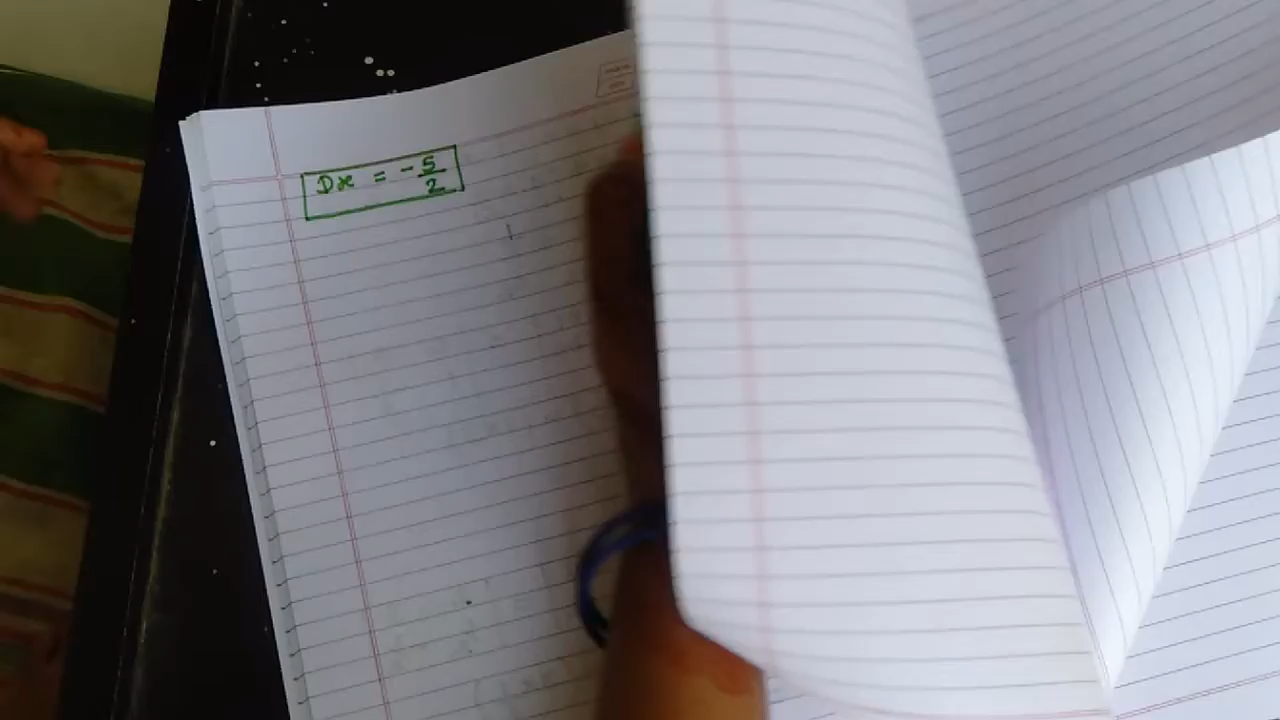 Dx = -5/2